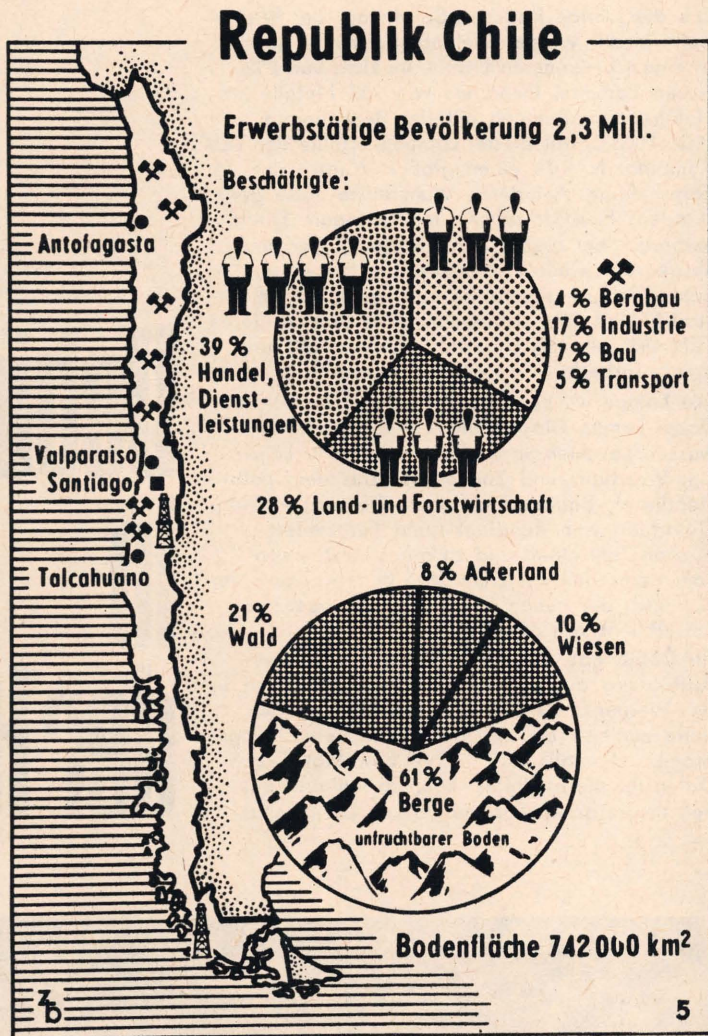 Republik Chile
Erwerbstätige Bevölkerung 2,3 Mill.
Beschäftigte:
4 % Bergbau
17 % Industrie
7 % Bau
5 % Transport
39 %
Handel,
Dienst-
leistungen
28 % Land- und Forstwirtschaft
Antofagasta
Valparaiso
Santiago
Talcahuano
8 % Ackerland
21 %
Wald
10 %
Wiesen
61 %
Berge
unfruchtbarer Boden
Bodenfläche 742 000 km²
zb
5